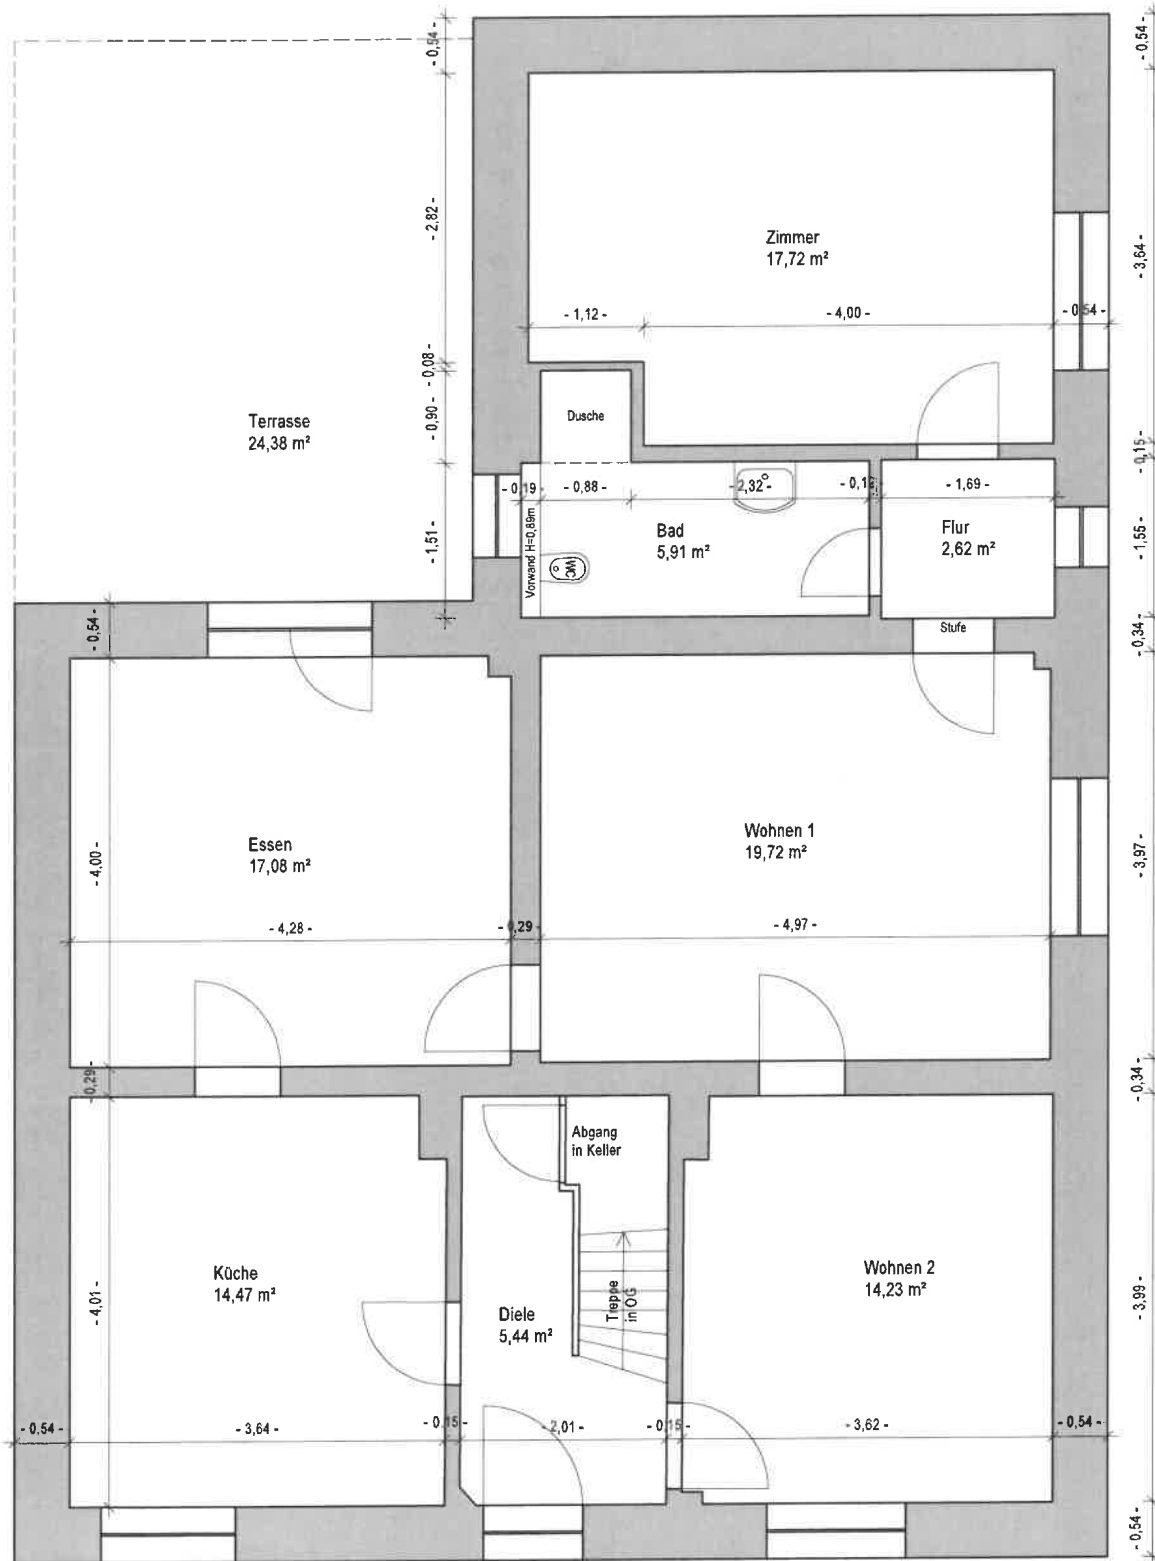 - 0,54 -
- 0,54 -
- 2,82 -
Zimmer
17,72 m²
- 3,64 -
- 1,12 -
- 4,00 -
- 0,54 -
- 0,08 -
Terrasse
24,38 m²
- 0,90 -
Dusche
- 0,15 -
- 0,19 -
- 0,88 -
- 2,32 -
- 1,69 -
- 1,51 -
Vorwand H=0,89m
WC
Bad
5,91 m²
Flur
2,62 m²
- 1,55 -
- 0,54 -
Stufe
- 0,34 -
Essen
17,08 m²
Wohnen 1
19,72 m²
- 4,00 -
- 3,97 -
- 4,28 -
- 0,29 -
- 4,97 -
- 0,29 -
- 0,34 -
Abgang
in Keller
Küche
14,47 m²
Wohnen 2
14,23 m²
- 4,01 -
Diele
5,44 m²
Treppe
in OG
- 3,99 -
- 0,54 -
- 3,64 -
- 0,15 -
- 2,01 -
- 0,15 -
- 3,62 -
- 0,54 -
- 0,54 -